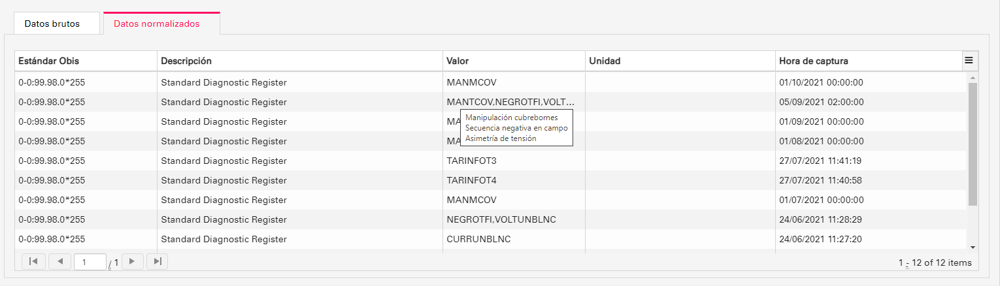 Datos brutos
Datos normalizados
Estándar Obis Descripción Valor Unidad Hora de captura
0-0:99.98.0*255 Standard Diagnostic Register MANMCOV 01/10/2021 00:00:00
0-0:99.98.0*255 Standard Diagnostic Register MANTCOV,NEGROTFI,VOLT... 05/09/2021 02:00:00
0-0:99.98.0*255 Standard Diagnostic Register MA 01/09/2021 00:00:00
0-0:99.98.0*255 Standard Diagnostic Register MA 01/08/2021 00:00:00
Manipulación cubrebornes
Secuencia negativa en campo
Asimetría de tensión
0-0:99.98.0*255 Standard Diagnostic Register TARINFOT3 27/07/2021 11:41:19
0-0:99.98.0*255 Standard Diagnostic Register TARINFOT4 27/07/2021 11:40:58
0-0:99.98.0*255 Standard Diagnostic Register MANMCOV 01/07/2021 00:00:00
0-0:99.98.0*255 Standard Diagnostic Register NEGROTFI,VOLTUNBLNC 24/06/2021 11:28:29
0-0:99.98.0*255 Standard Diagnostic Register CURRUNBLNC 24/06/2021 11:27:20
1 / 1
1 - 12 of 12 items